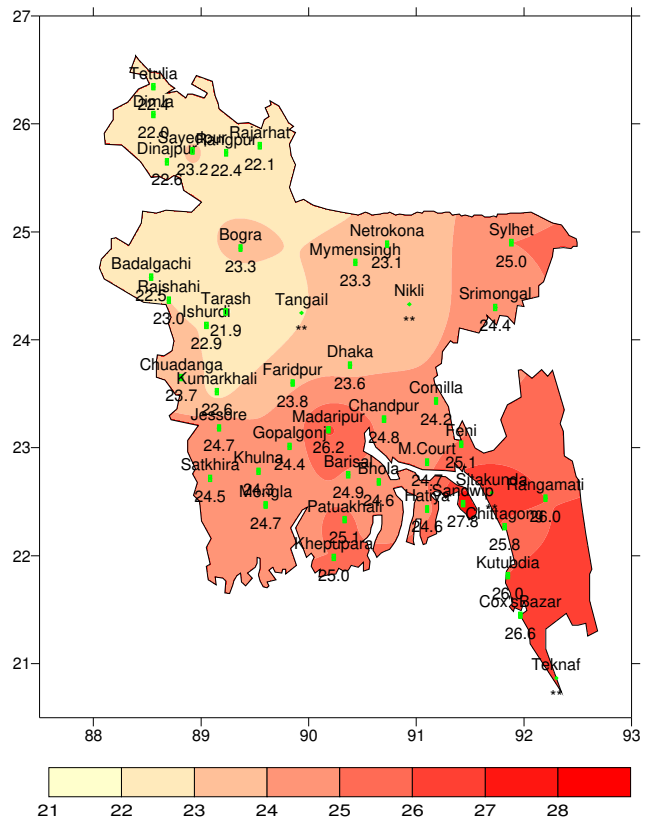 27
Tetulia
22.4
Dimla
26
22.0
Sayedpur
Rangpur
Rajarhat
Dinajpur
23.2
22.4
22.1
22.6
25
Bogra
23.3
Netrokona
23.1
Sylhet
25.0
Mymensingh
23.3
Badalgachi
22.5
Rajshahi
23.0
Tarash
21.9
Ishurdi
22.9
Tangail
**
Nikli
**
Srimongal
24.4
24
Dhaka
23.6
Chuadanga
23.7
Kumarkhali
22.6
Faridpur
23.8
Comilla
24.2
Jessore
24.7
Madaripur
26.2
Chandpur
24.8
Feni
25.1
23
Gopalgonj
24.4
M.Court
24.7
Satkhira
24.5
Khulna
24.3
Barisal
24.9
Bhola
24.6
Sitakunda
**
Rangamati
26.0
Mongla
24.7
Hatiya
24.6
Sandwip
27.8
Patuakhali
25.1
Chittagong
25.8
Khepupara
25.0
22
Kutubdia
26.0
Cox'sBazar
26.6
21
Teknaf
**
88 89 90 91 92 93
21 22 23 24 25 26 27 28